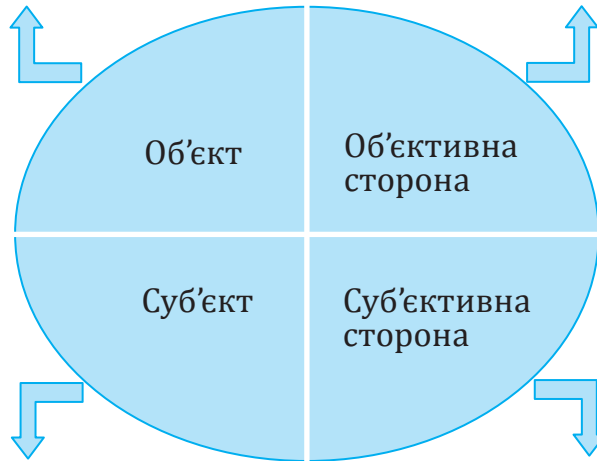 Об’єкт
Об’єктивна
сторона
Суб’єкт
Суб’єктивна
сторона